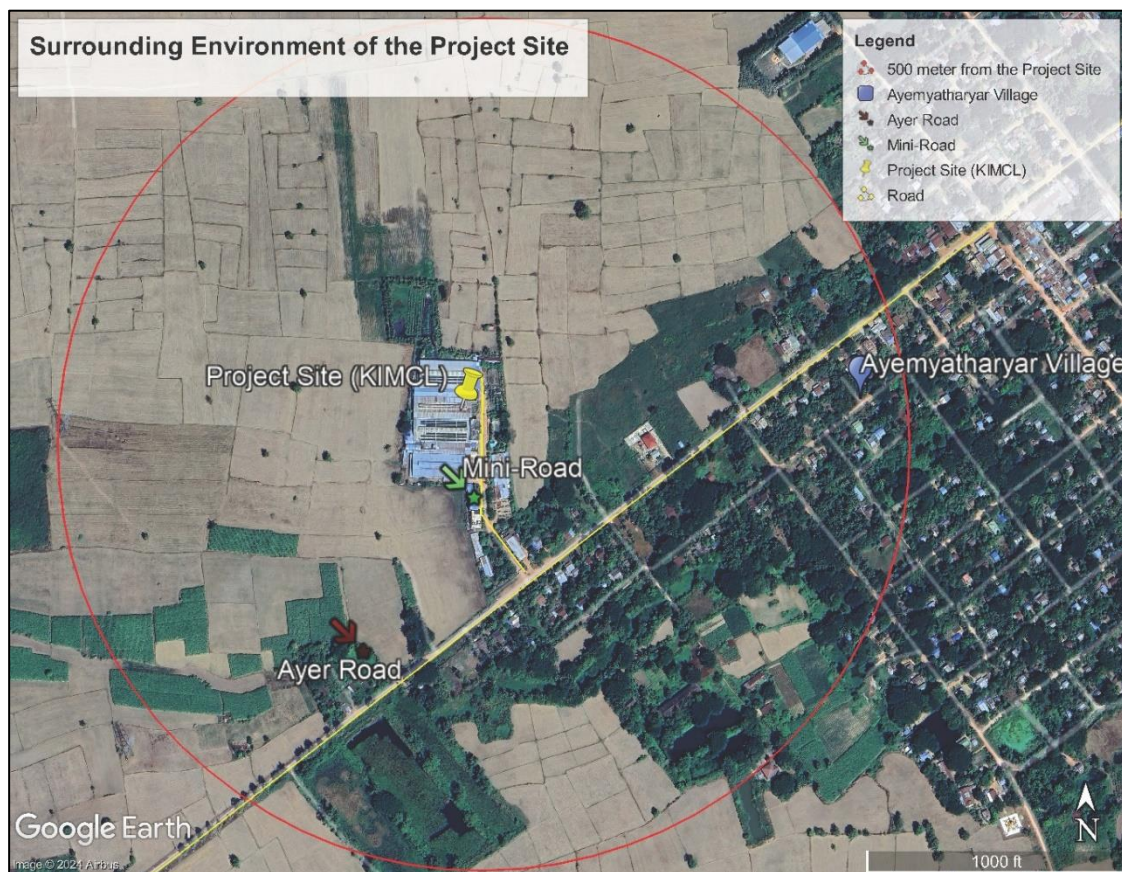 Surrounding Environment of the Project Site
Legend
500 meter from the Project Site
Ayemyatharyar Village
Ayer Road
Mini-Road
Project Site (KIMCL)
Road
Project Site (KIMCL)
Ayemyatharyar Village
Mini-Road
Ayer Road
Google Earth
Image © 2024 Airbus
N
1000 ft